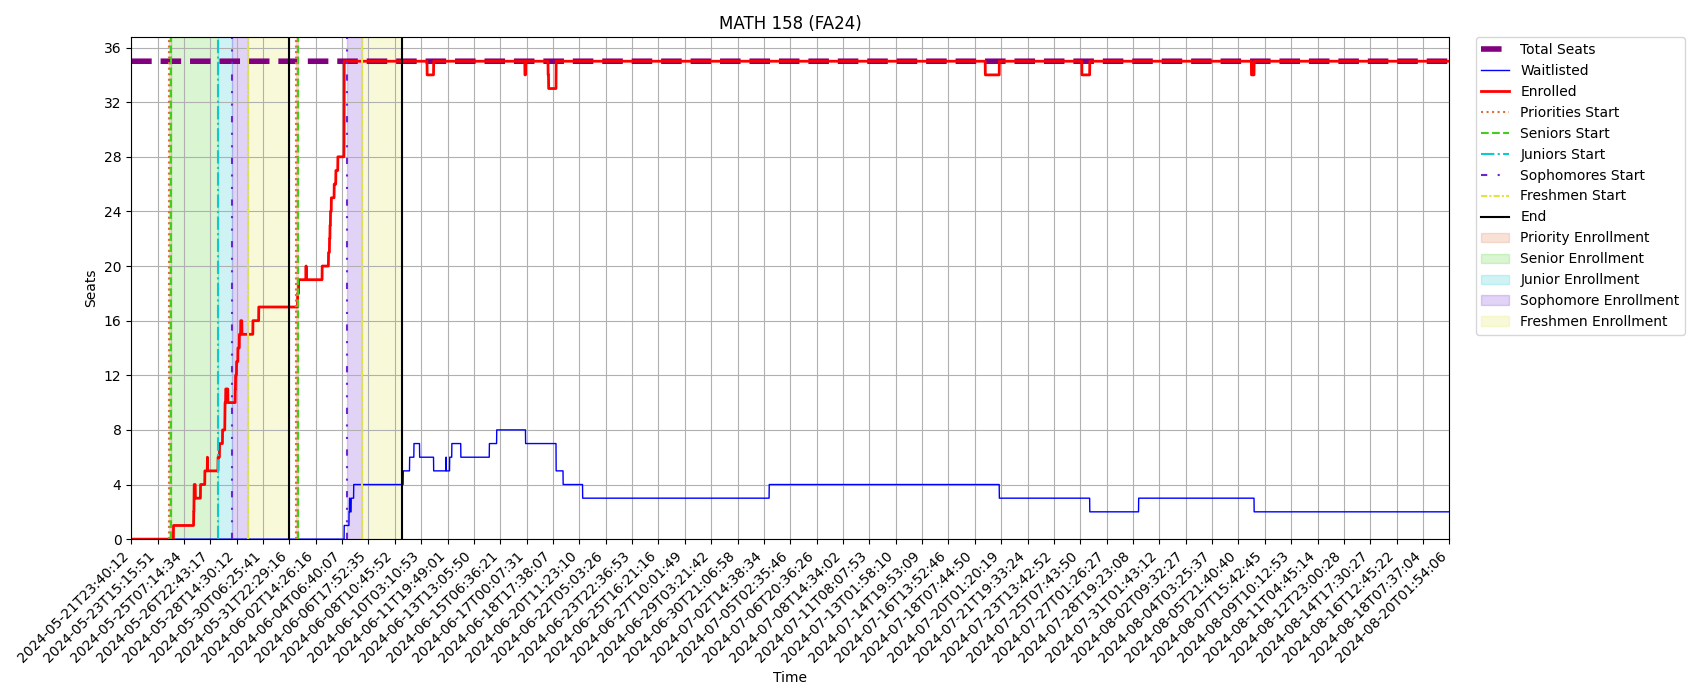 MATH 158 (FA24)
Seats
36
32
28
24
20
16
12
8
4
0
2024-05-21T23:40:12
2024-05-23T15:15:51
2024-05-25T07:14:34
2024-05-26T22:43:17
2024-05-28T14:30:12
2024-05-30T06:25:41
2024-05-31T22:29:16
2024-06-02T14:26:16
2024-06-04T06:40:07
2024-06-06T17:52:35
2024-06-08T10:45:52
2024-06-10T03:10:53
2024-06-11T19:49:01
2024-06-13T13:05:50
2024-06-15T06:36:21
2024-06-17T00:07:31
2024-06-18T17:38:07
2024-06-20T11:23:10
2024-06-22T05:03:26
2024-06-23T22:36:53
2024-06-25T16:21:16
2024-06-27T10:01:49
2024-06-29T03:21:42
2024-06-30T21:06:58
2024-07-02T14:38:34
2024-07-05T02:35:46
2024-07-06T20:36:26
2024-07-08T14:34:02
2024-07-11T08:07:53
2024-07-13T01:58:10
2024-07-14T19:53:09
2024-07-16T13:52:46
2024-07-18T07:44:50
2024-07-20T01:20:19
2024-07-21T19:33:24
2024-07-23T13:42:52
2024-07-25T07:43:50
2024-07-27T01:26:27
2024-07-28T19:23:08
2024-07-31T01:43:12
2024-08-02T09:32:27
2024-08-04T03:25:37
2024-08-05T21:40:40
2024-08-07T15:42:45
2024-08-09T10:12:53
2024-08-11T04:45:14
2024-08-12T23:00:28
2024-08-14T17:30:27
2024-08-16T12:45:22
2024-08-18T07:37:04
2024-08-20T01:54:06
Time
Total Seats
Waitlisted
Enrolled
Priorities Start
Seniors Start
Juniors Start
Sophomores Start
Freshmen Start
End
Priority Enrollment
Senior Enrollment
Junior Enrollment
Sophomore Enrollment
Freshmen Enrollment